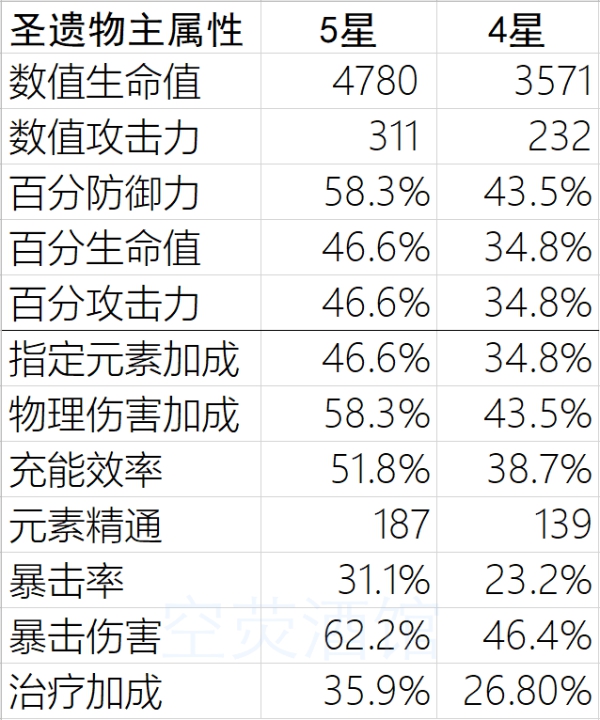 圣遗物主属性 5星 4星
数值生命值 4780 3571
数值攻击力 311 232
百分防御力 58.3% 43.5%
百分生命值 46.6% 34.8%
百分攻击力 46.6% 34.8%
指定元素加成 46.6% 34.8%
物理伤害加成 58.3% 43.5%
充能效率 51.8% 38.7%
元素精通 187 139
暴击率 31.1% 23.2%
空荧酒馆
暴击伤害 62.2% 46.4%
治疗加成 35.9% 26.80%